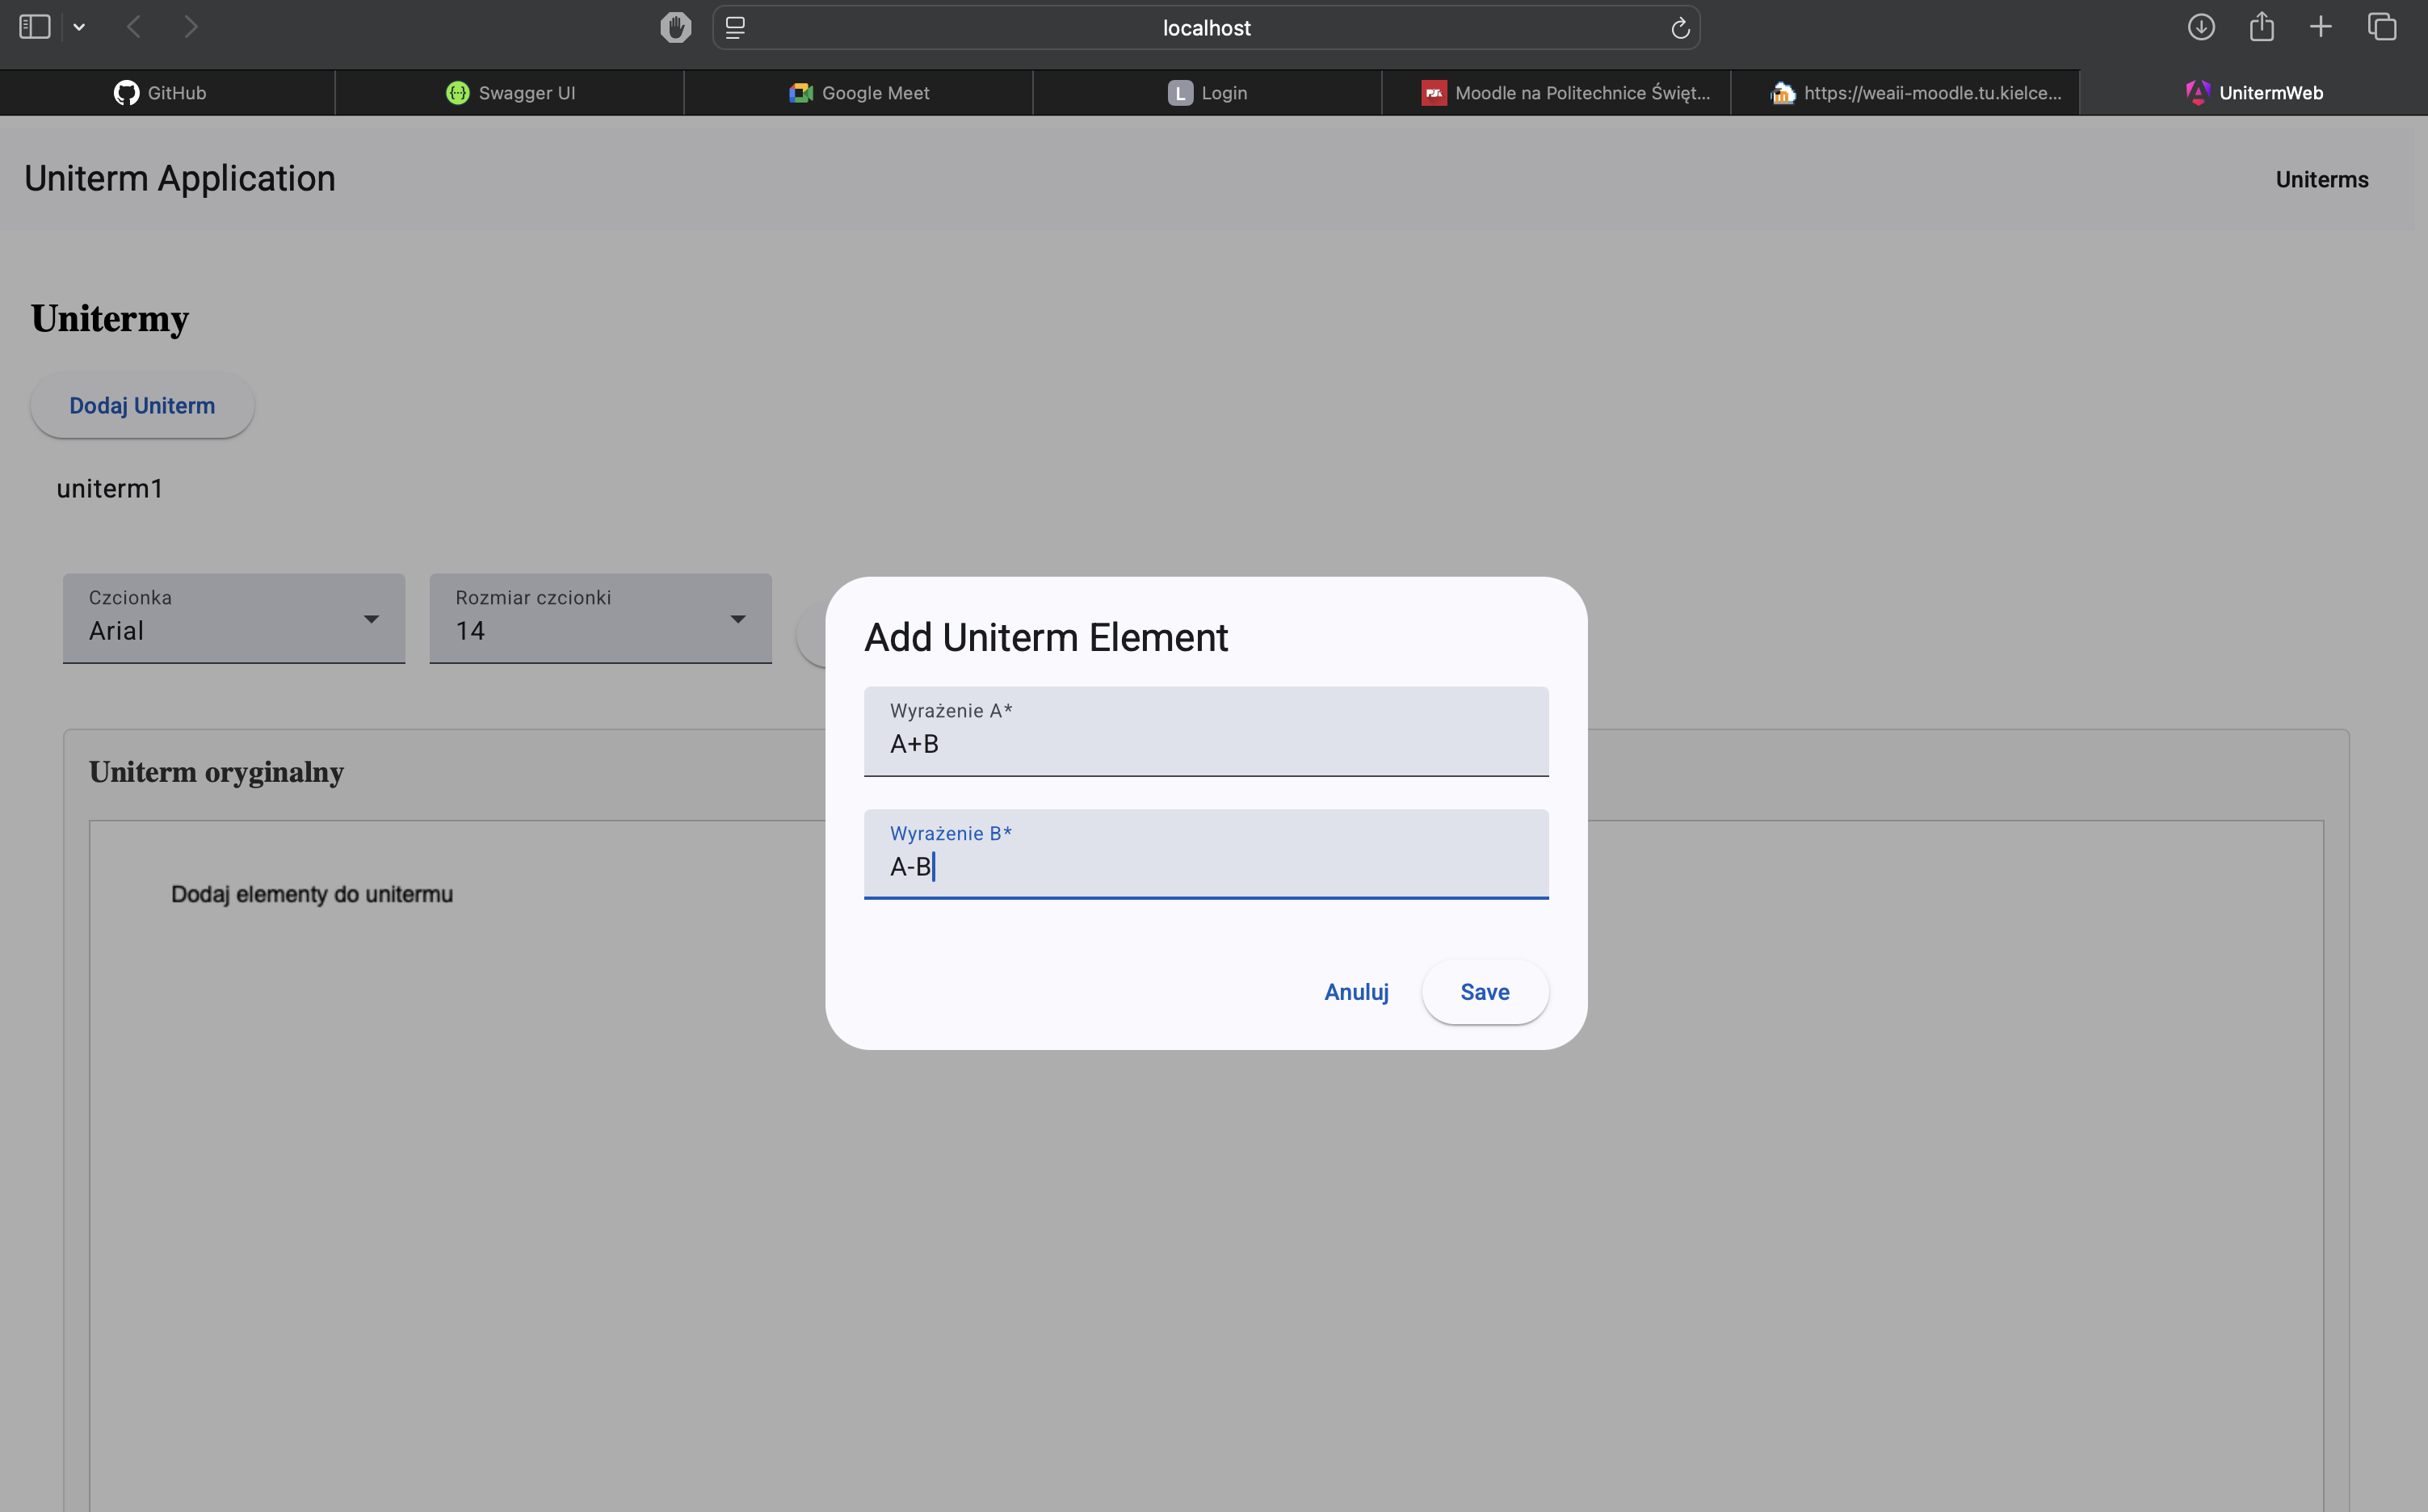 localhost
GitHub
Swagger UI
Google Meet
L Login
Moodle na Politechnice Święt...
https://weaii-moodle.tu.kielce...
UnitermWeb
Uniterm Application
Uniterms
Unitermy
Dodaj Uniterm
uniterm1
Czcionka
Arial
Rozmiar czcionki
14
Uniterm oryginalny
Dodaj elementy do unitermu
Add Uniterm Element
Wyrażenie A*
A+B
Wyrażenie B*
A-B
Anuluj
Save